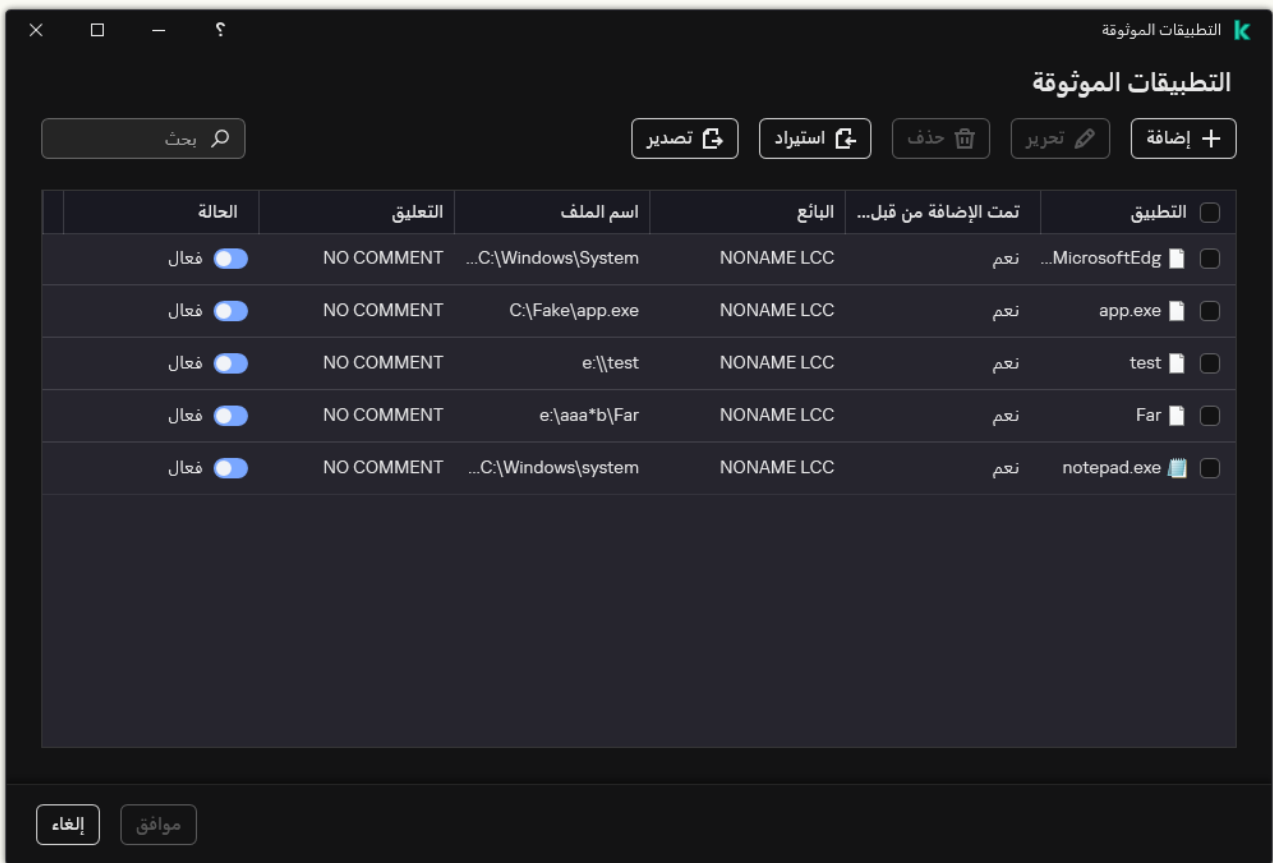 التطبيقات الموثوقة ؟
التطبيقات الموثوقة
إضافة تحرير حذف استيراد تصدير بحث
التطبيق تمت الإضافة من قبل... البائع اسم الملف التعليق الحالة
MicrosoftEdg... نعم NONAME LCC C:\Windows\System... NO COMMENT فعال
app.exe نعم NONAME LCC C:\Fake\app.exe NO COMMENT فعال
test نعم NONAME LCC e:\\test NO COMMENT فعال
Far نعم NONAME LCC e:\aaa*b\Far NO COMMENT فعال
notepad.exe نعم NONAME LCC C:\Windows\system... NO COMMENT فعال
موافق إلغاء